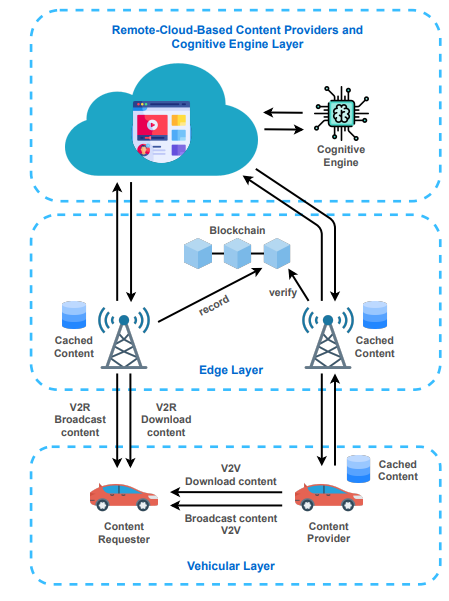 Remote-Cloud-Based Content Providers and
Cognitive Engine Layer
Cognitive
Engine
Blockchain
record
verify
Cached
Content
Cached
Content
Edge Layer
V2R
Broadcast
content
V2R
Download
content
V2V
Download content
Cached
Content
Broadcast content
V2V
Content
Requester
Content
Provider
Vehicular Layer